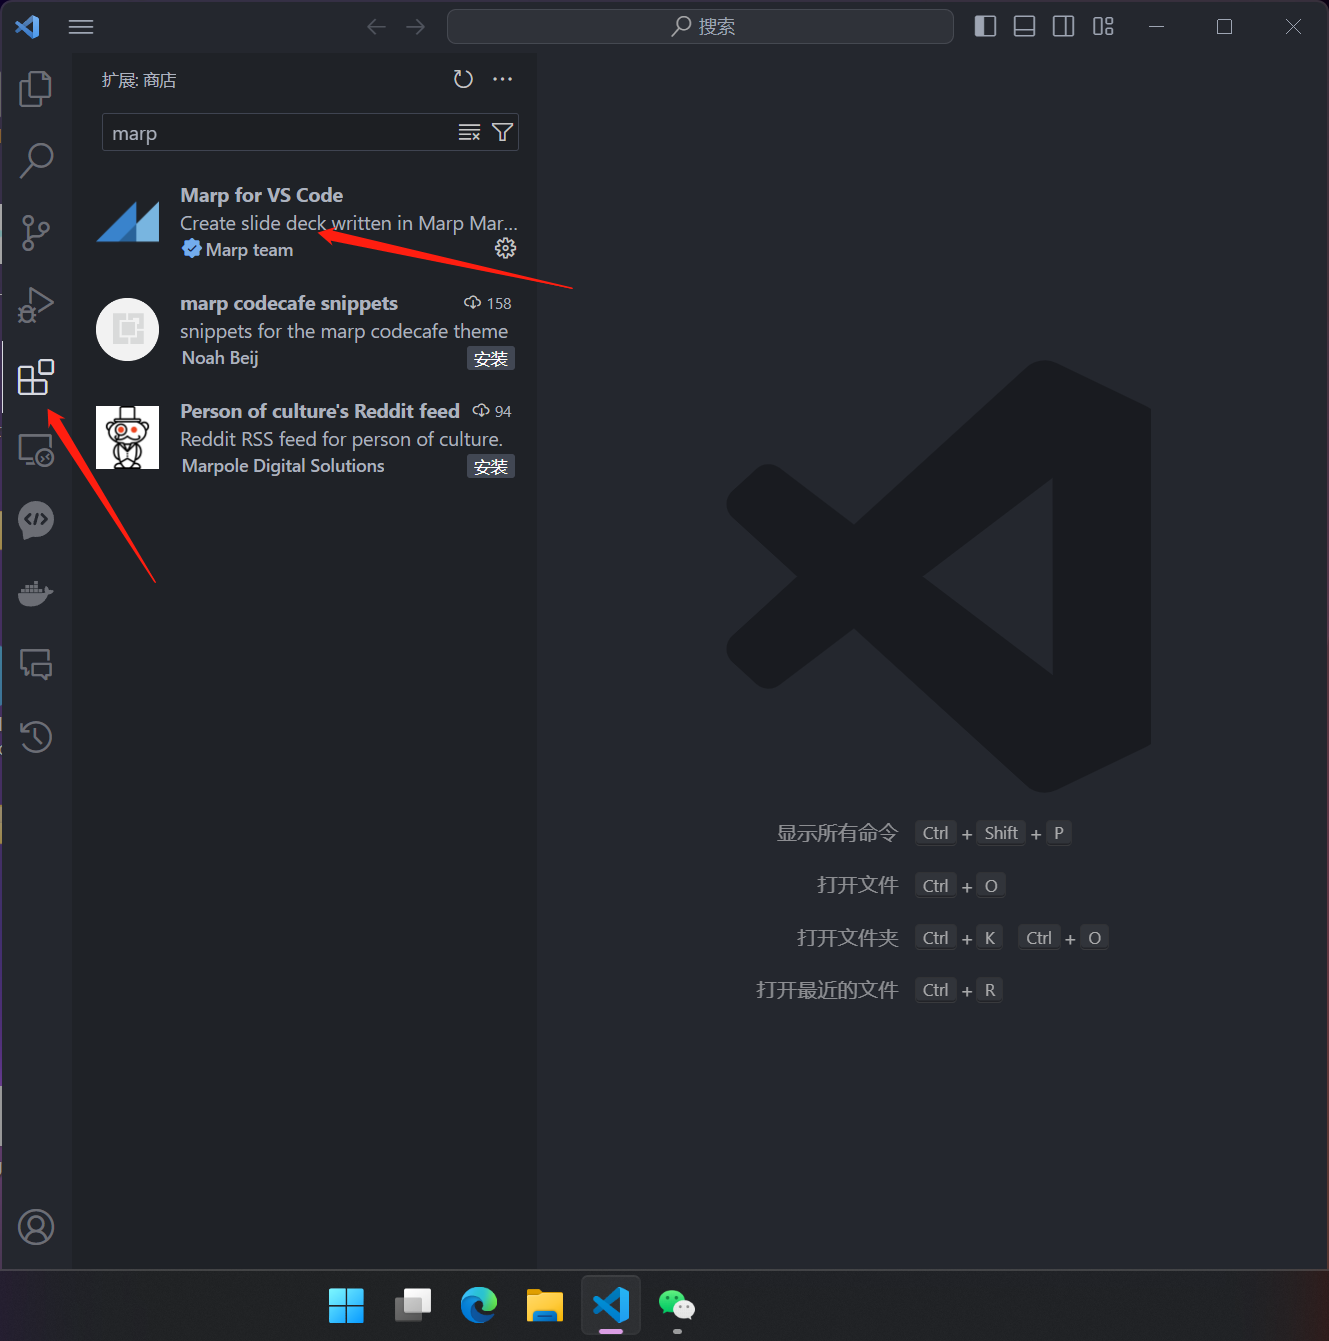 搜索
扩展: 商店
marp
Marp for VS Code
Create slide deck written in Marp Mar...
Marp team
marp codecafe snippets
158
snippets for the marp codecafe theme
Noah Beij
安装
Person of culture's Reddit feed
94
Reddit RSS feed for person of culture.
Marpole Digital Solutions
安装
显示所有命令 Ctrl + Shift + P
打开文件 Ctrl + O
打开文件夹 Ctrl + K Ctrl + O
打开最近的文件 Ctrl + R